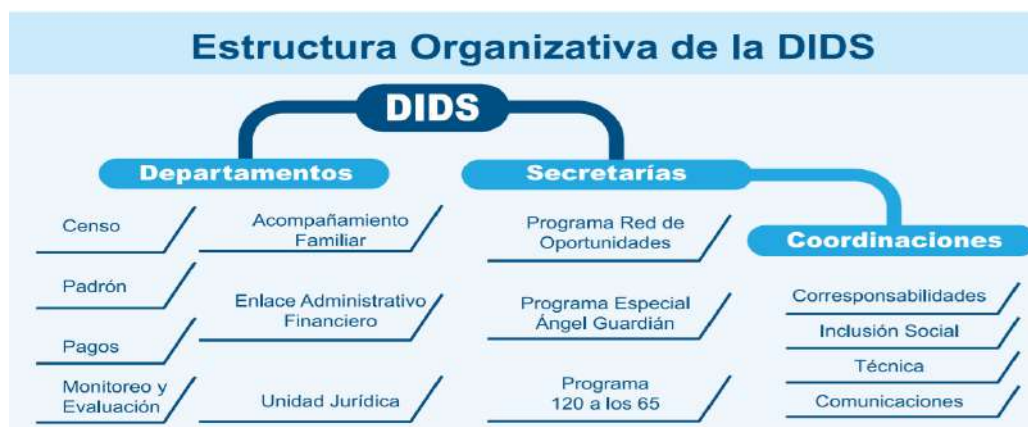 Estructura Organizativa de la DIDS
DIDS
Departamentos
Censo
Padrón
Pagos
Monitoreo y
Evaluación
Acompañamiento
Familiar
Enlace Administrativo
Financiero
Unidad Jurídica
Secretarías
Programa Red de
Oportunidades
Programa Especial
Ángel Guardián
Programa
120 a los 65
Coordinaciones
Corresponsabilidades
Inclusión Social
Técnica
Comunicaciones